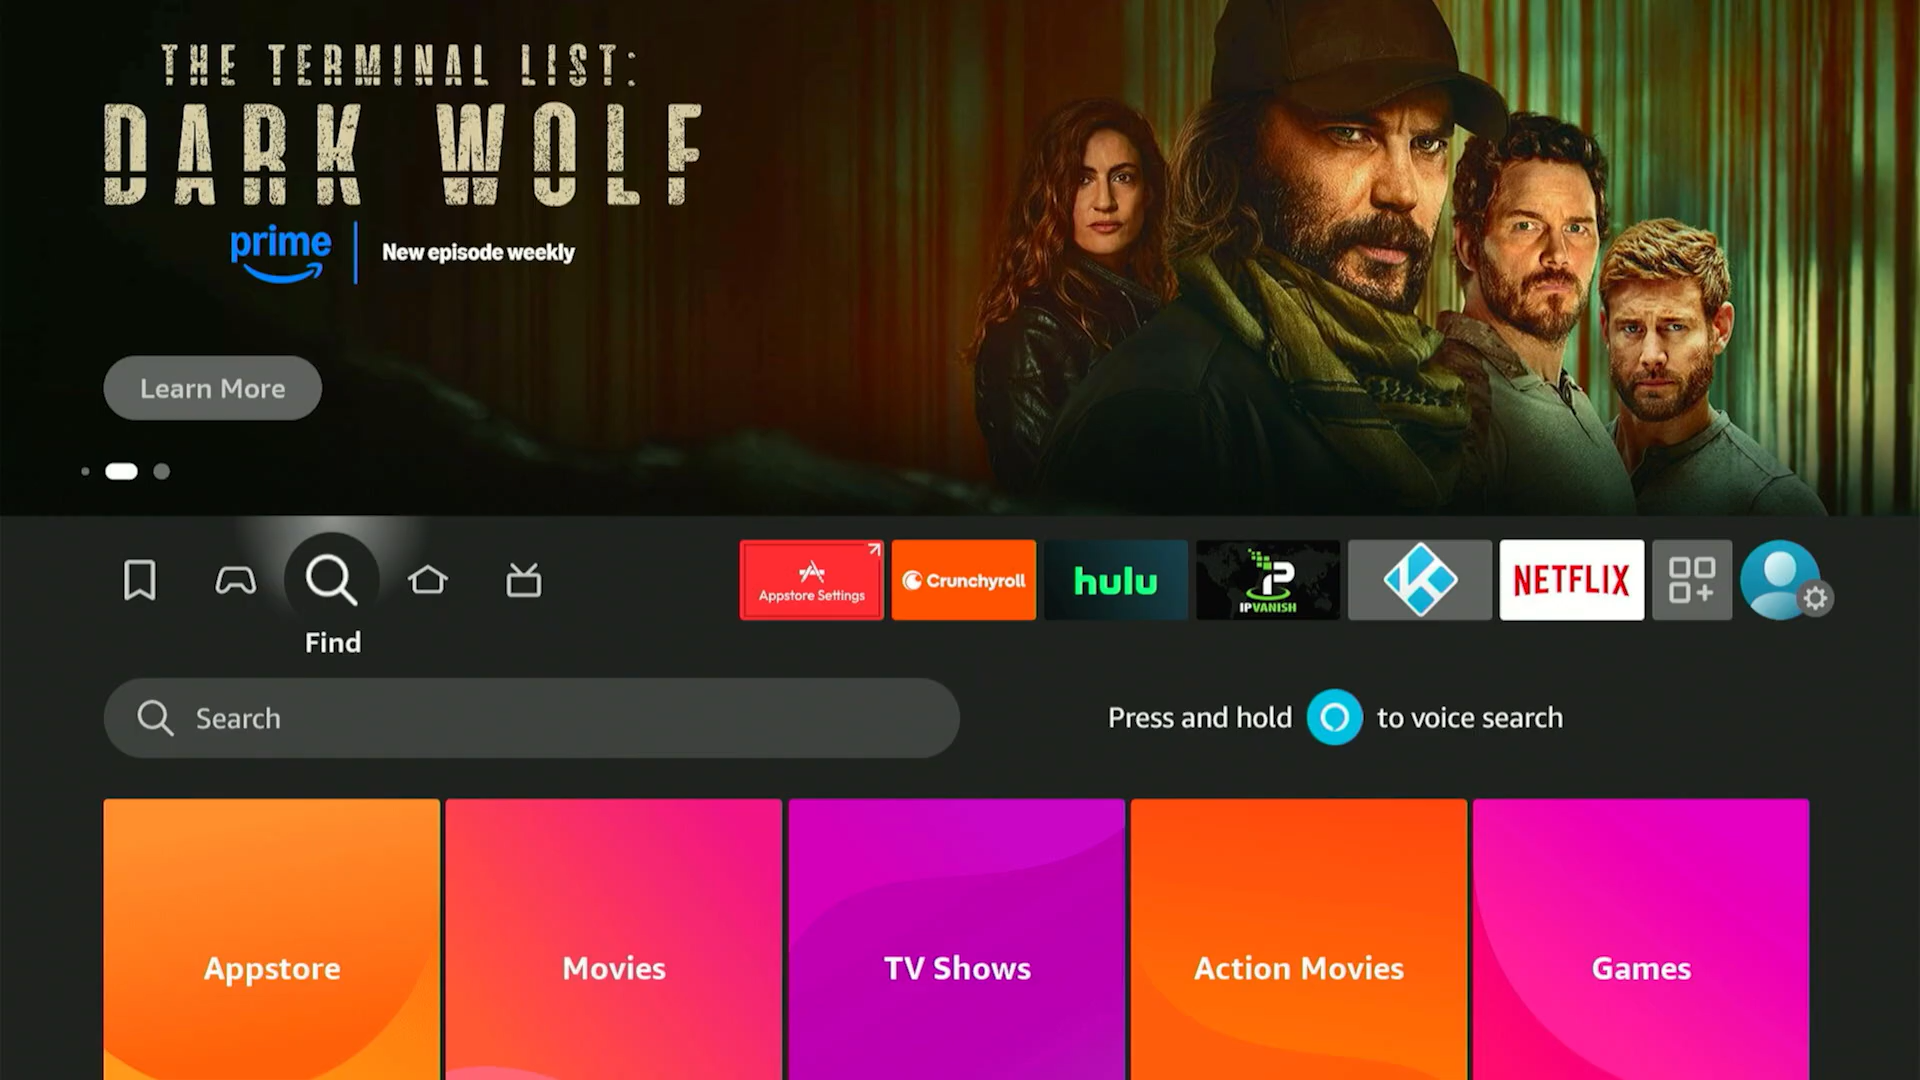 THE TERMINAL LIST:
DARK WOLF
prime
New episode weekly
Learn More
Appstore Settings
Crunchyroll
hulu
IPVANISH
NETFLIX
Find
Search
Press and hold to voice search
Appstore
Movies
TV Shows
Action Movies
Games